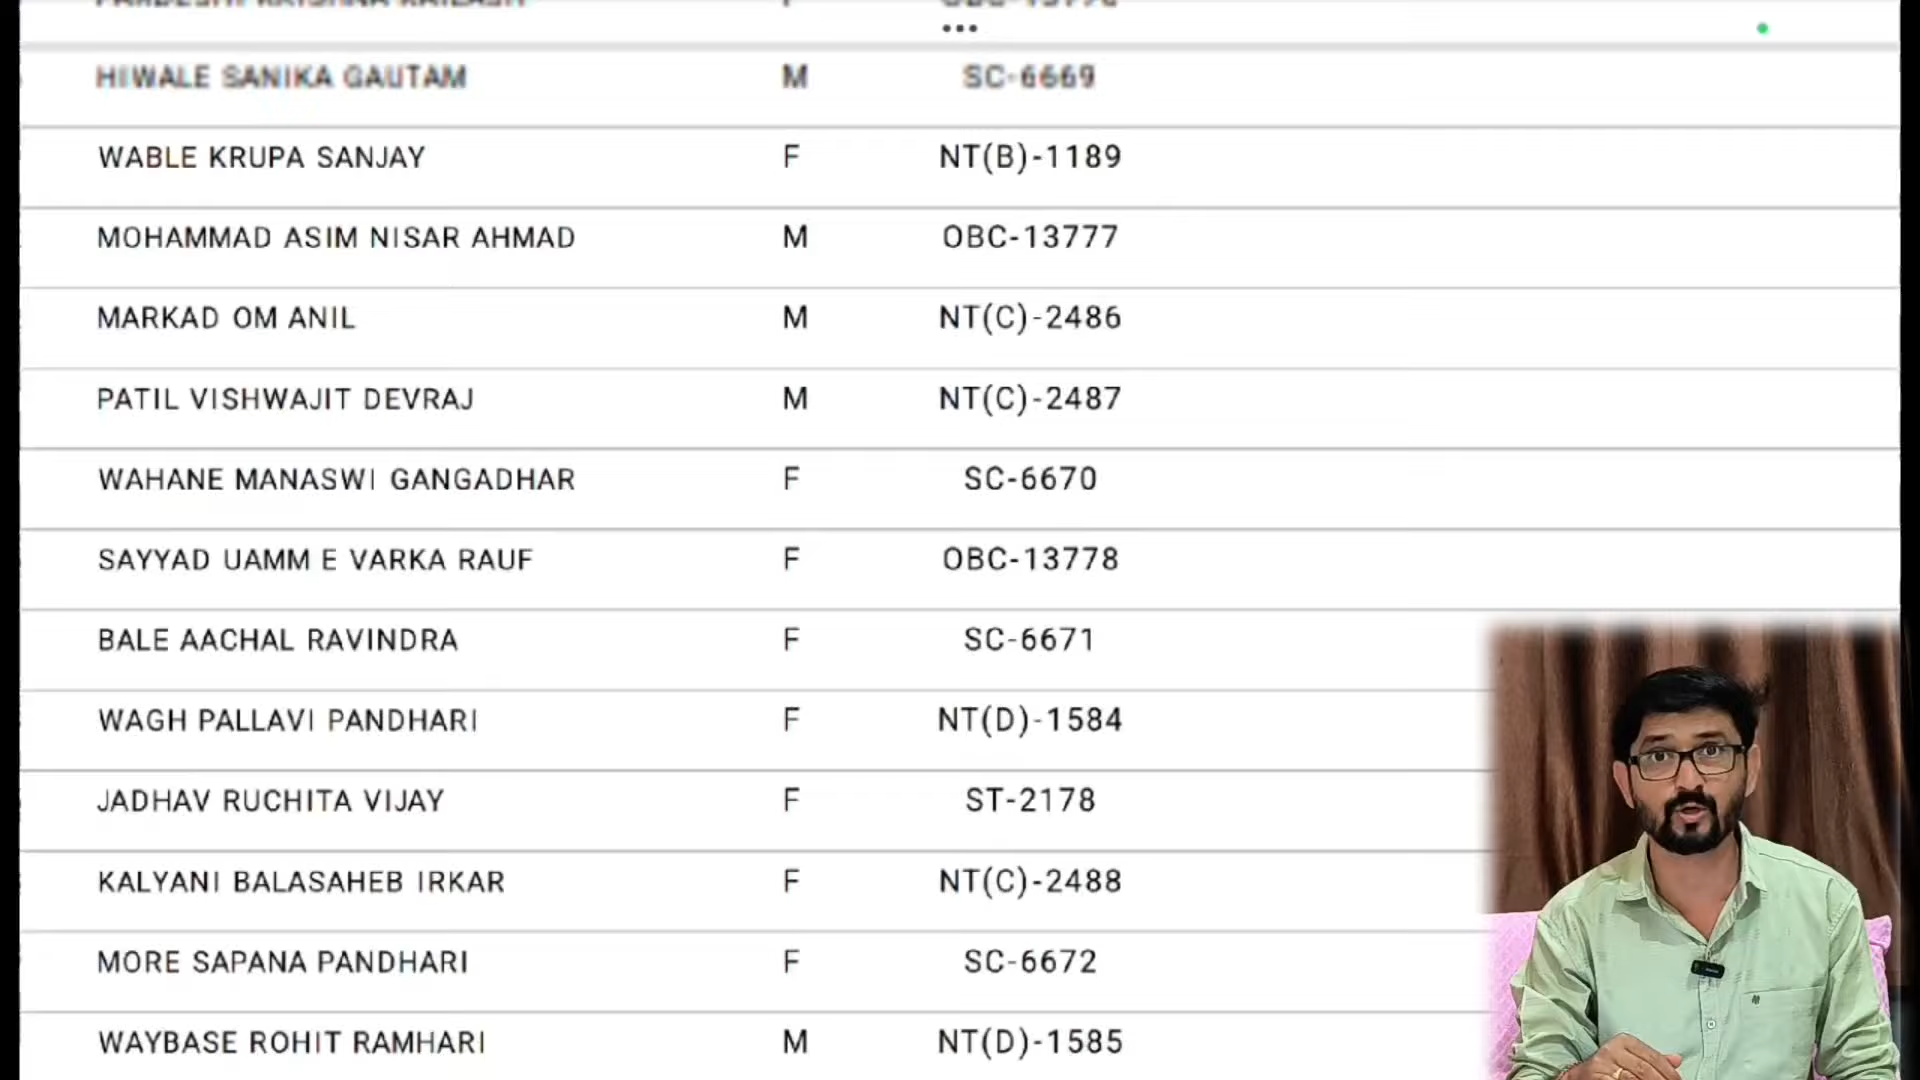 HIWALE SANIKA GAUTAM M SC-6669
WABLE KRUPA SANJAY F NT(B)-1189
MOHAMMAD ASIM NISAR AHMAD M OBC-13777
MARKAD OM ANIL M NT(C)-2486
PATIL VISHWAJIT DEVRAJ M NT(C)-2487
WAHANE MANASWI GANGADHAR F SC-6670
SAYYAD UAMM E VARKA RAUF F OBC-13778
BALE AACHAL RAVINDRA F SC-6671
WAGH PALLAVI PANDHARI F NT(D)-1584
JADHAV RUCHITA VIJAY F ST-2178
KALYANI BALASAHEB IRKAR F NT(C)-2488
MORE SAPANA PANDHARI F SC-6672
WAYBASE ROHIT RAMHARI M NT(D)-1585